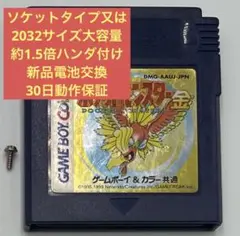 ソケットタイプ又は
2032サイズ大容量
約1.5倍ハンダ付け
新品電池交換
30日動作保証
DMG-AAUJ-JPN
GAME BOY
ゲームボーイ&カラー共通